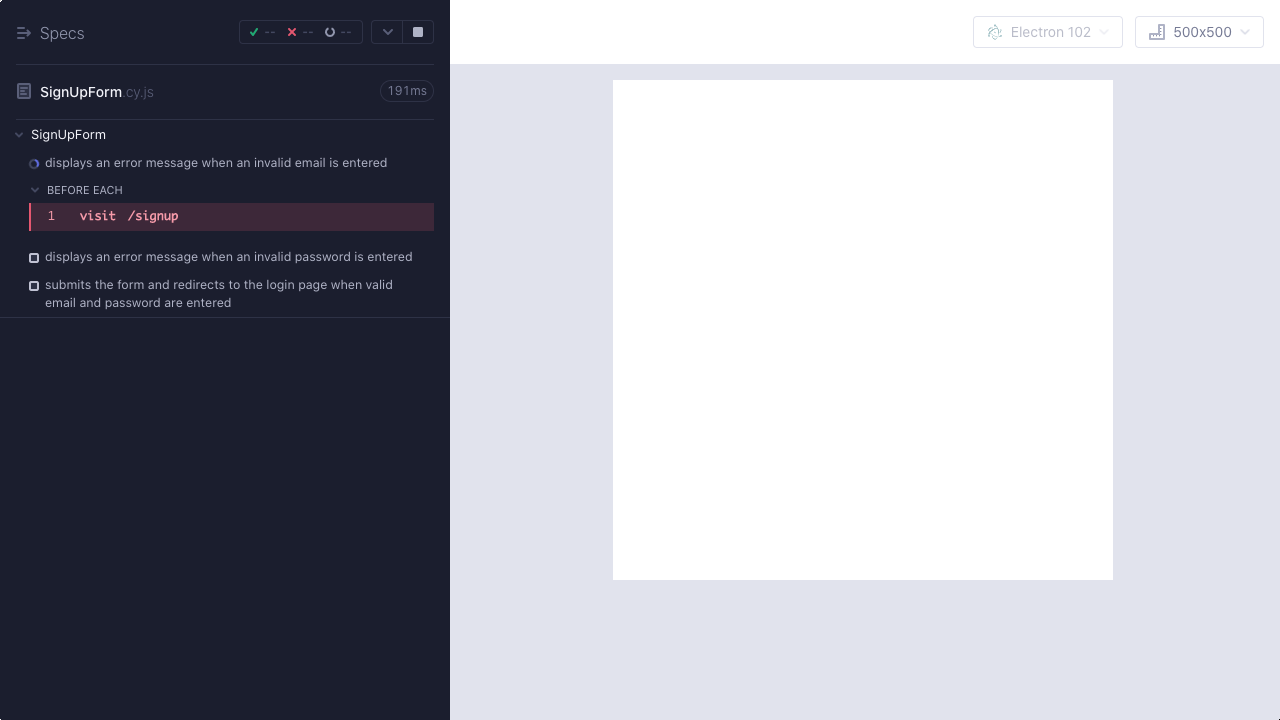 Specs
--
--
--
Electron 102
500x500
SignUpForm.cy.js
191ms
SignUpForm
displays an error message when an invalid email is entered
BEFORE EACH
1 visit /signup
displays an error message when an invalid password is entered
submits the form and redirects to the login page when valid
email and password are entered